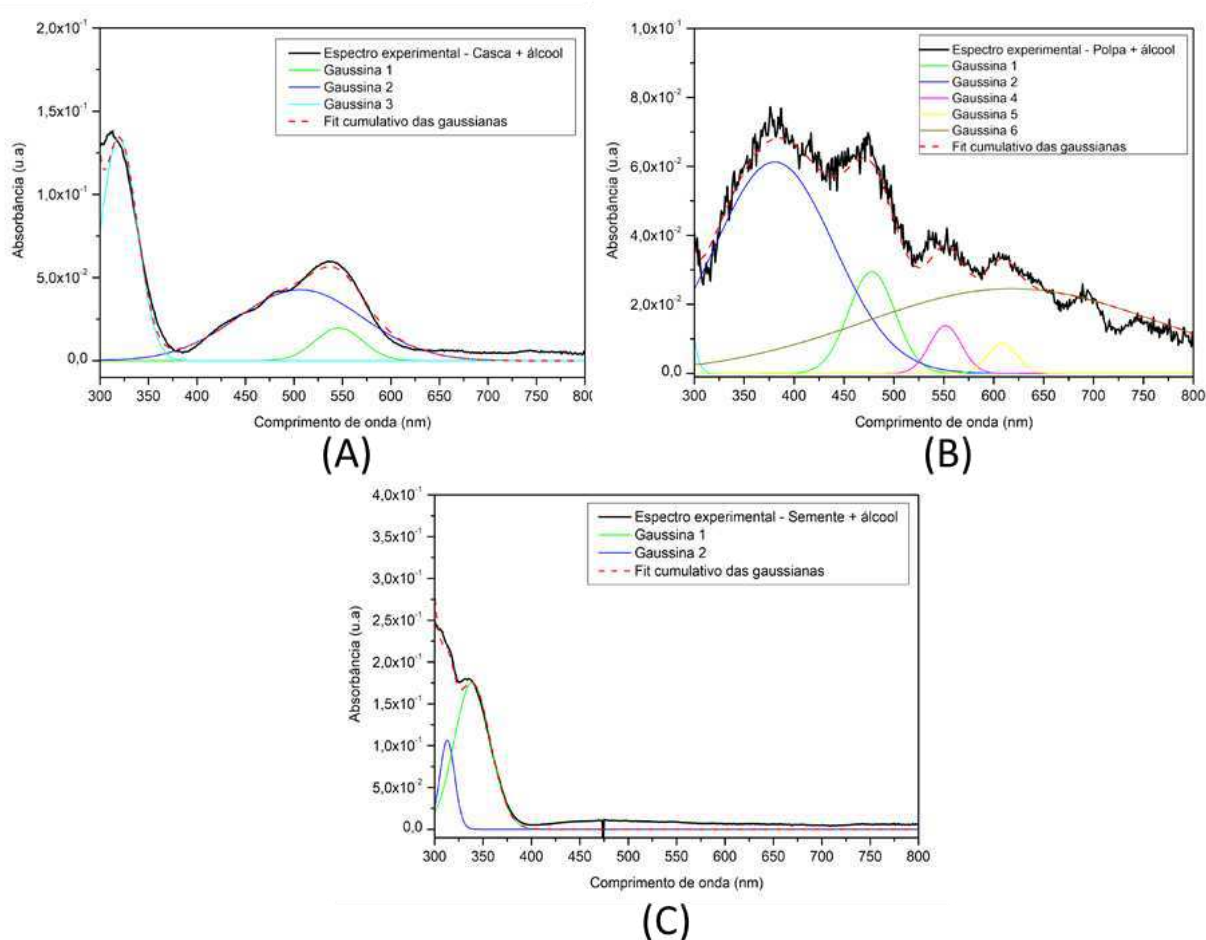 2,0x10⁻¹
1,5x10⁻¹
1,0x10⁻¹
5,0x10⁻²
0,0
Absorbância (u.a)
Espectro experimental - Casca + álcool
Gaussina 1
Gaussina 2
Gaussina 3
Fit cumulativo das gaussianas
300 350 400 450 500 550 600 650 700 750 800
Comprimento de onda (nm)
(A)
1,0x10⁻¹
8,0x10⁻²
6,0x10⁻²
4,0x10⁻²
2,0x10⁻²
0,0
Absorbância (u.a)
Espectro experimental - Polpa + álcool
Gaussina 1
Gaussina 2
Gaussina 4
Gaussina 5
Gaussina 6
Fit cumulativo das gaussianas
300 350 400 450 500 550 600 650 700 750 800
Comprimento de onda (nm)
(B)
4,0x10⁻¹
3,5x10⁻¹
3,0x10⁻¹
2,5x10⁻¹
2,0x10⁻¹
1,5x10⁻¹
1,0x10⁻¹
5,0x10⁻²
0,0
Absorbância (u.a)
Espectro experimental - Semente + álcool
Gaussina 1
Gaussina 2
Fit cumulativo das gaussianas
300 350 400 450 500 550 600 650 700 750 800
Comprimento de onda (nm)
(C)